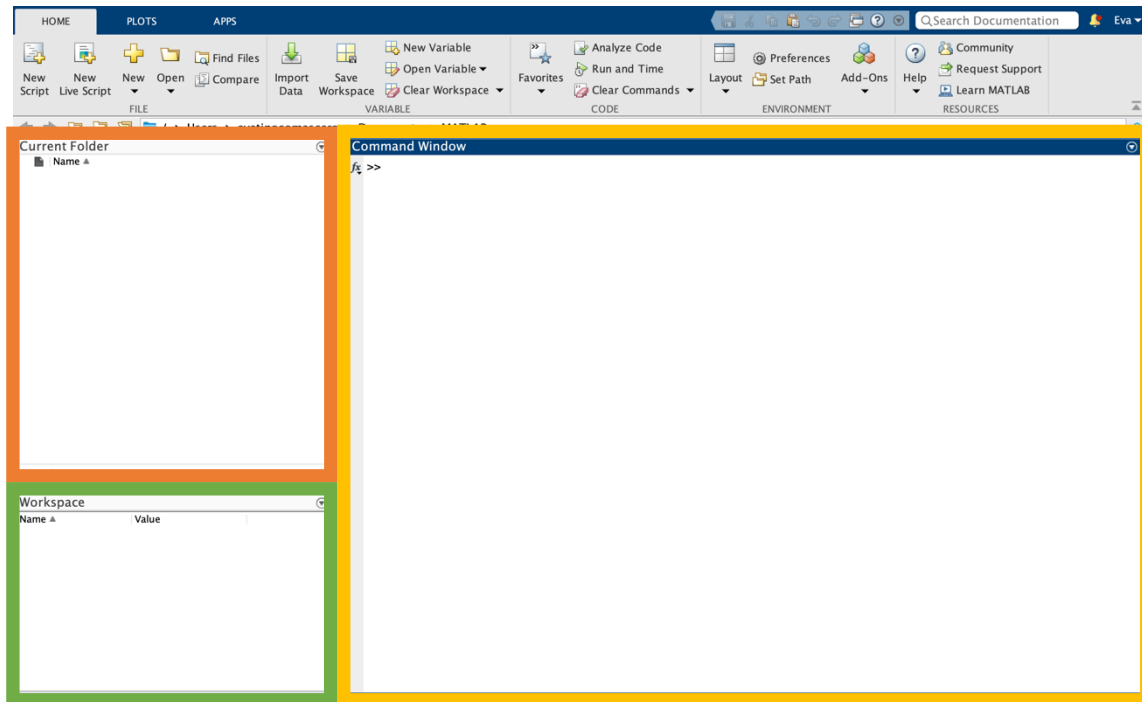 HOME PLOTS APPS Search Documentation Eva
New Script
New Live Script
New
Open
Find Files
Compare
FILE
Import Data
Save Workspace
New Variable
Open Variable
Clear Workspace
VARIABLE
Favorites
Analyze Code
Run and Time
Clear Commands
CODE
Layout
Preferences
Set Path
Add-Ons
ENVIRONMENT
? Help
Community
Request Support
Learn MATLAB
RESOURCES
Current Folder
Name
Command Window
fx >>
Workspace
Name Value